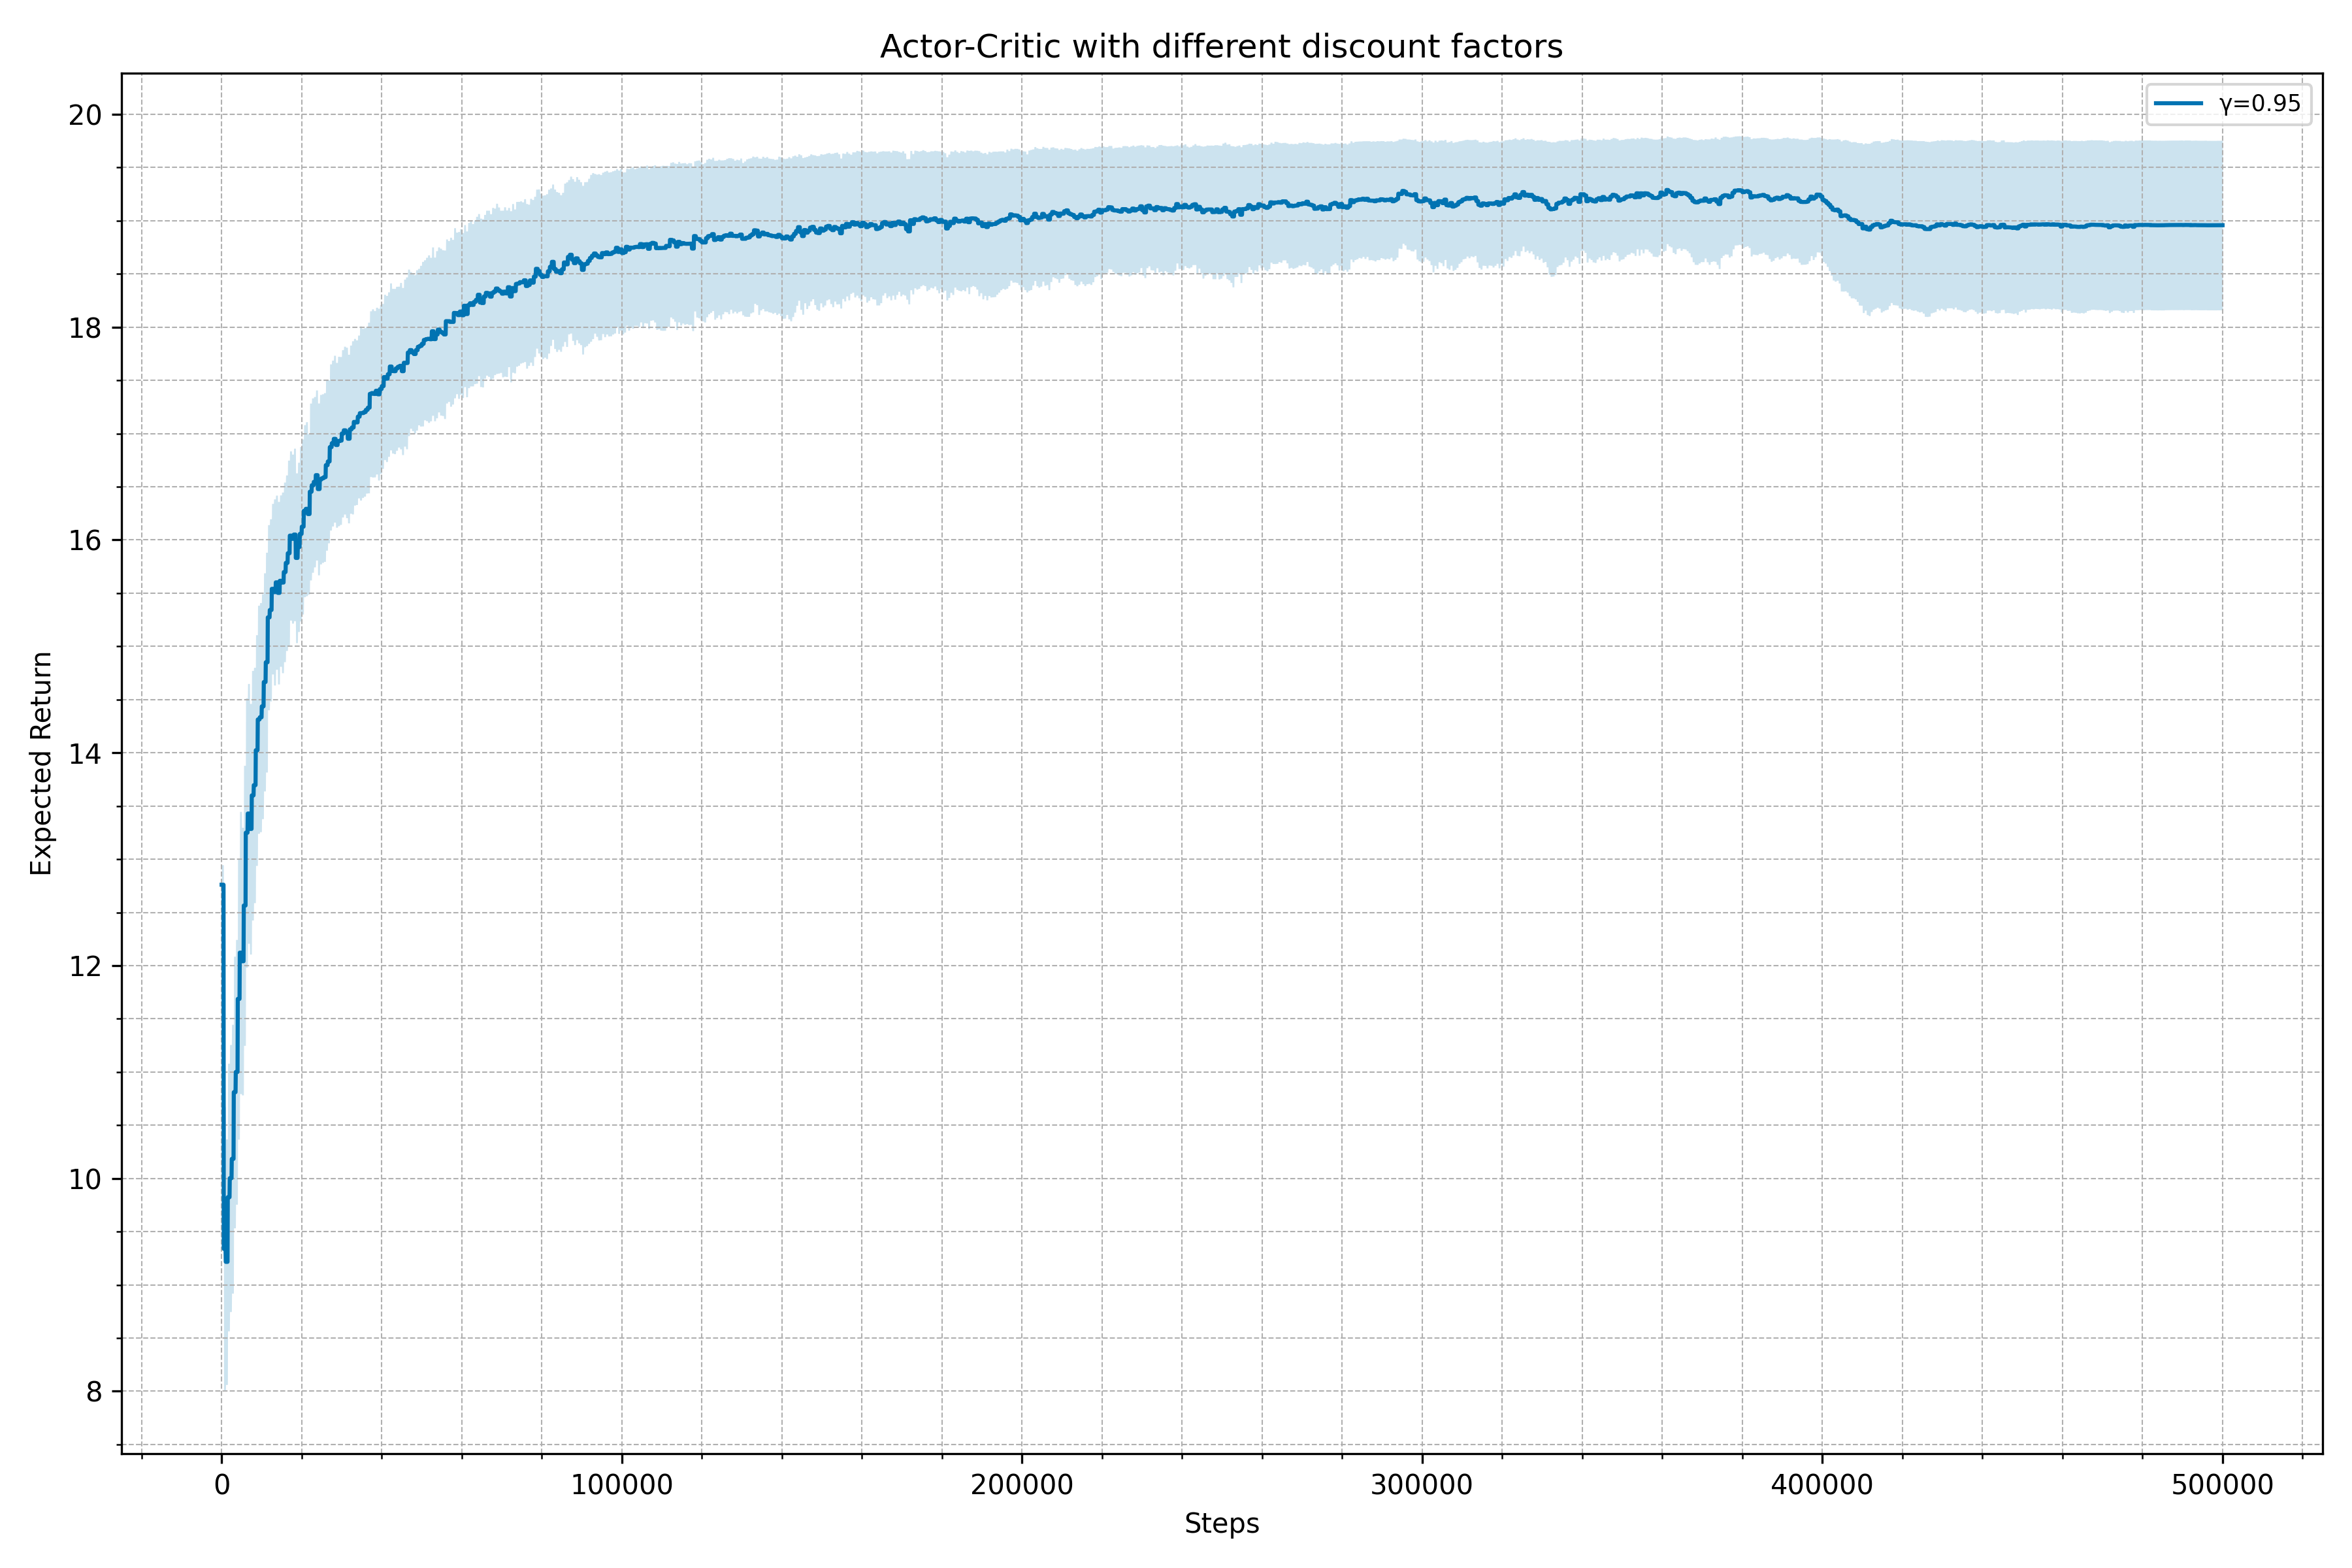 Actor-Critic with different discount factors
γ=0.95
Expected Return
20
18
16
14
12
10
8
0 100000 200000 300000 400000 500000
Steps